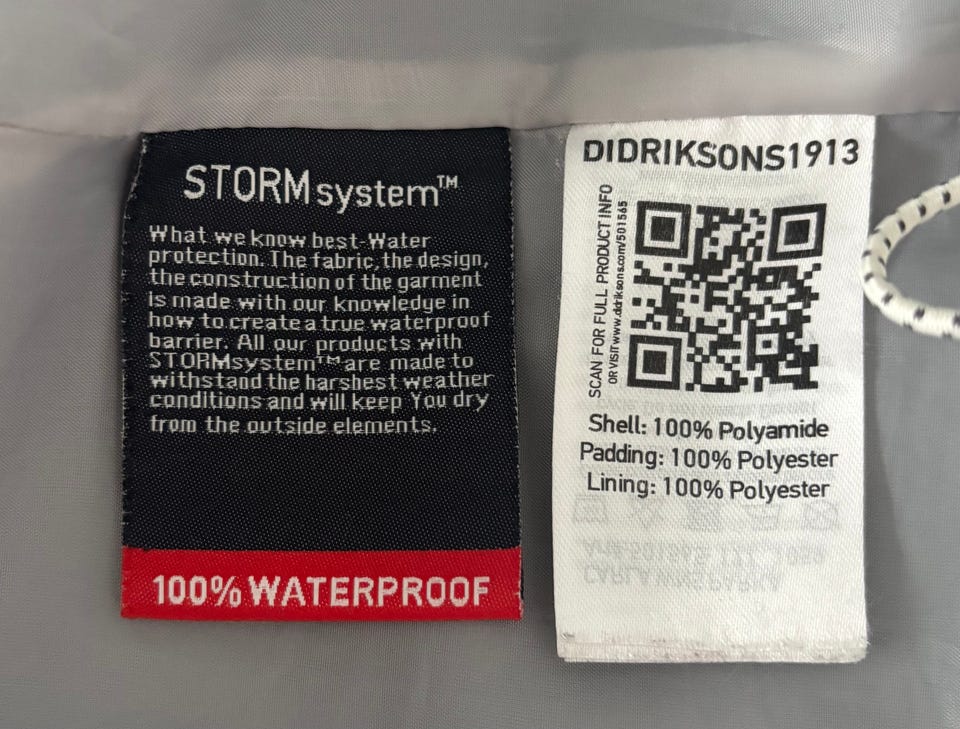 STORMsystem™
What we know best-Water
protection. The fabric, the design,
the construction of the garment
is made with our knowledge in
how to create a true waterproof
barrier. All our products with
STORMsystem™ are made to
withstand the harshest weather
conditions and will keep You dry
from the outside elements.
100% WATERPROOF
DIDRIKSONS1913
SCAN FOR FULL PRODUCT INFO
OR VISIT www.didriksons.com/501565
Shell: 100% Polyamide
Padding: 100% Polyester
Lining: 100% Polyester